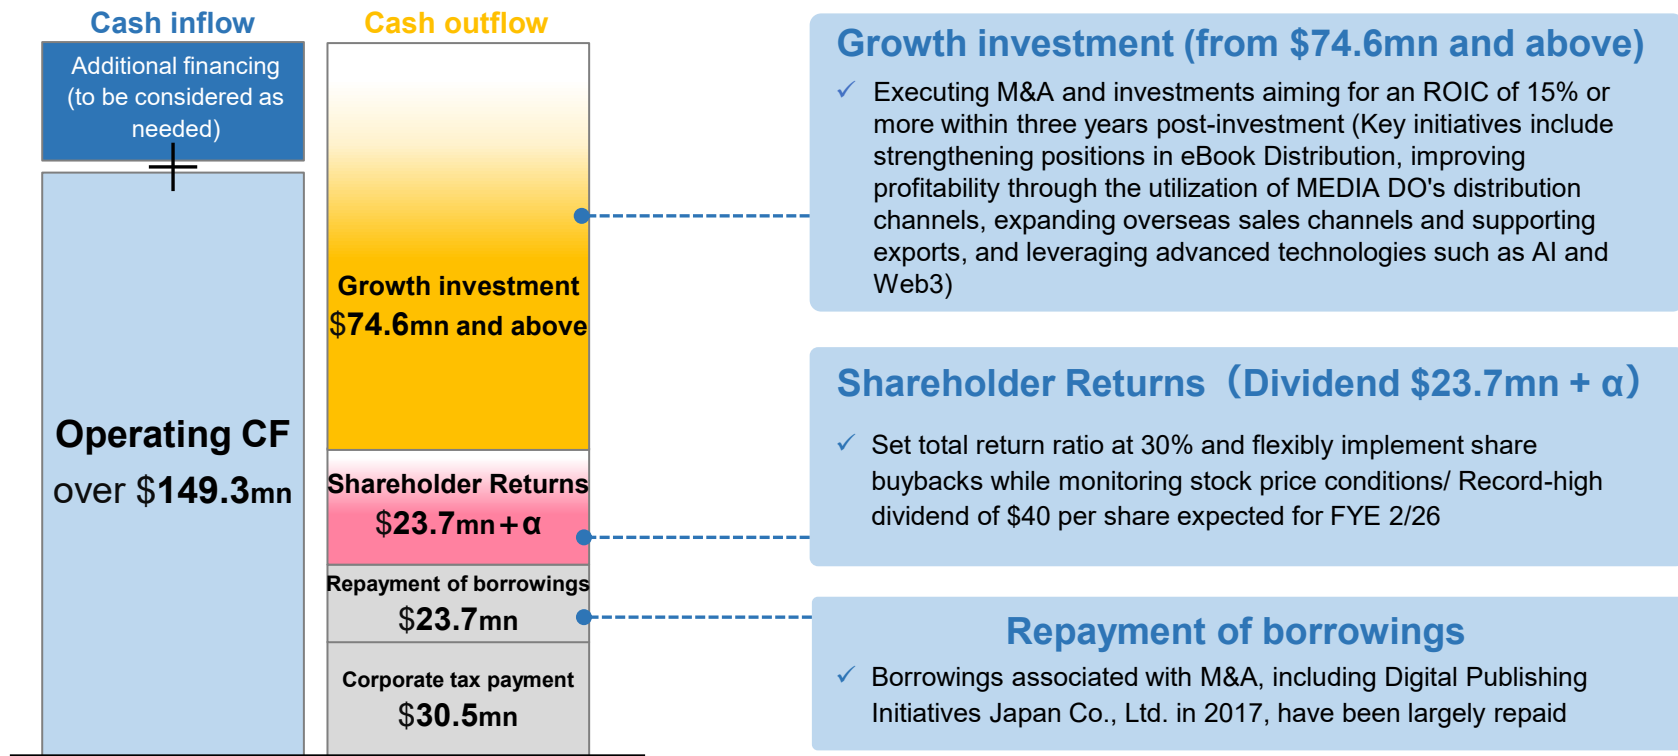 Cash inflow
Additional financing
(to be considered as
needed)
Operating CF
over $149.3mn
Cash outflow
Growth investment
$74.6mn and above
Shareholder Returns
$23.7mn+α
Repayment of borrowings
$23.7mn
Corporate tax payment
$30.5mn
Growth investment (from $74.6mn and above)
✓ Executing M&A and investments aiming for an ROIC of 15% or
more within three years post-investment (Key initiatives include
strengthening positions in eBook Distribution, improving
profitability through the utilization of MEDIA DO's distribution
channels, expanding overseas sales channels and supporting
exports, and leveraging advanced technologies such as AI and
Web3)
Shareholder Returns（Dividend $23.7mn + α）
✓ Set total return ratio at 30% and flexibly implement share
buybacks while monitoring stock price conditions/ Record-high
dividend of $40 per share expected for FYE 2/26
Repayment of borrowings
✓ Borrowings associated with M&A, including Digital Publishing
Initiatives Japan Co., Ltd. in 2017, have been largely repaid